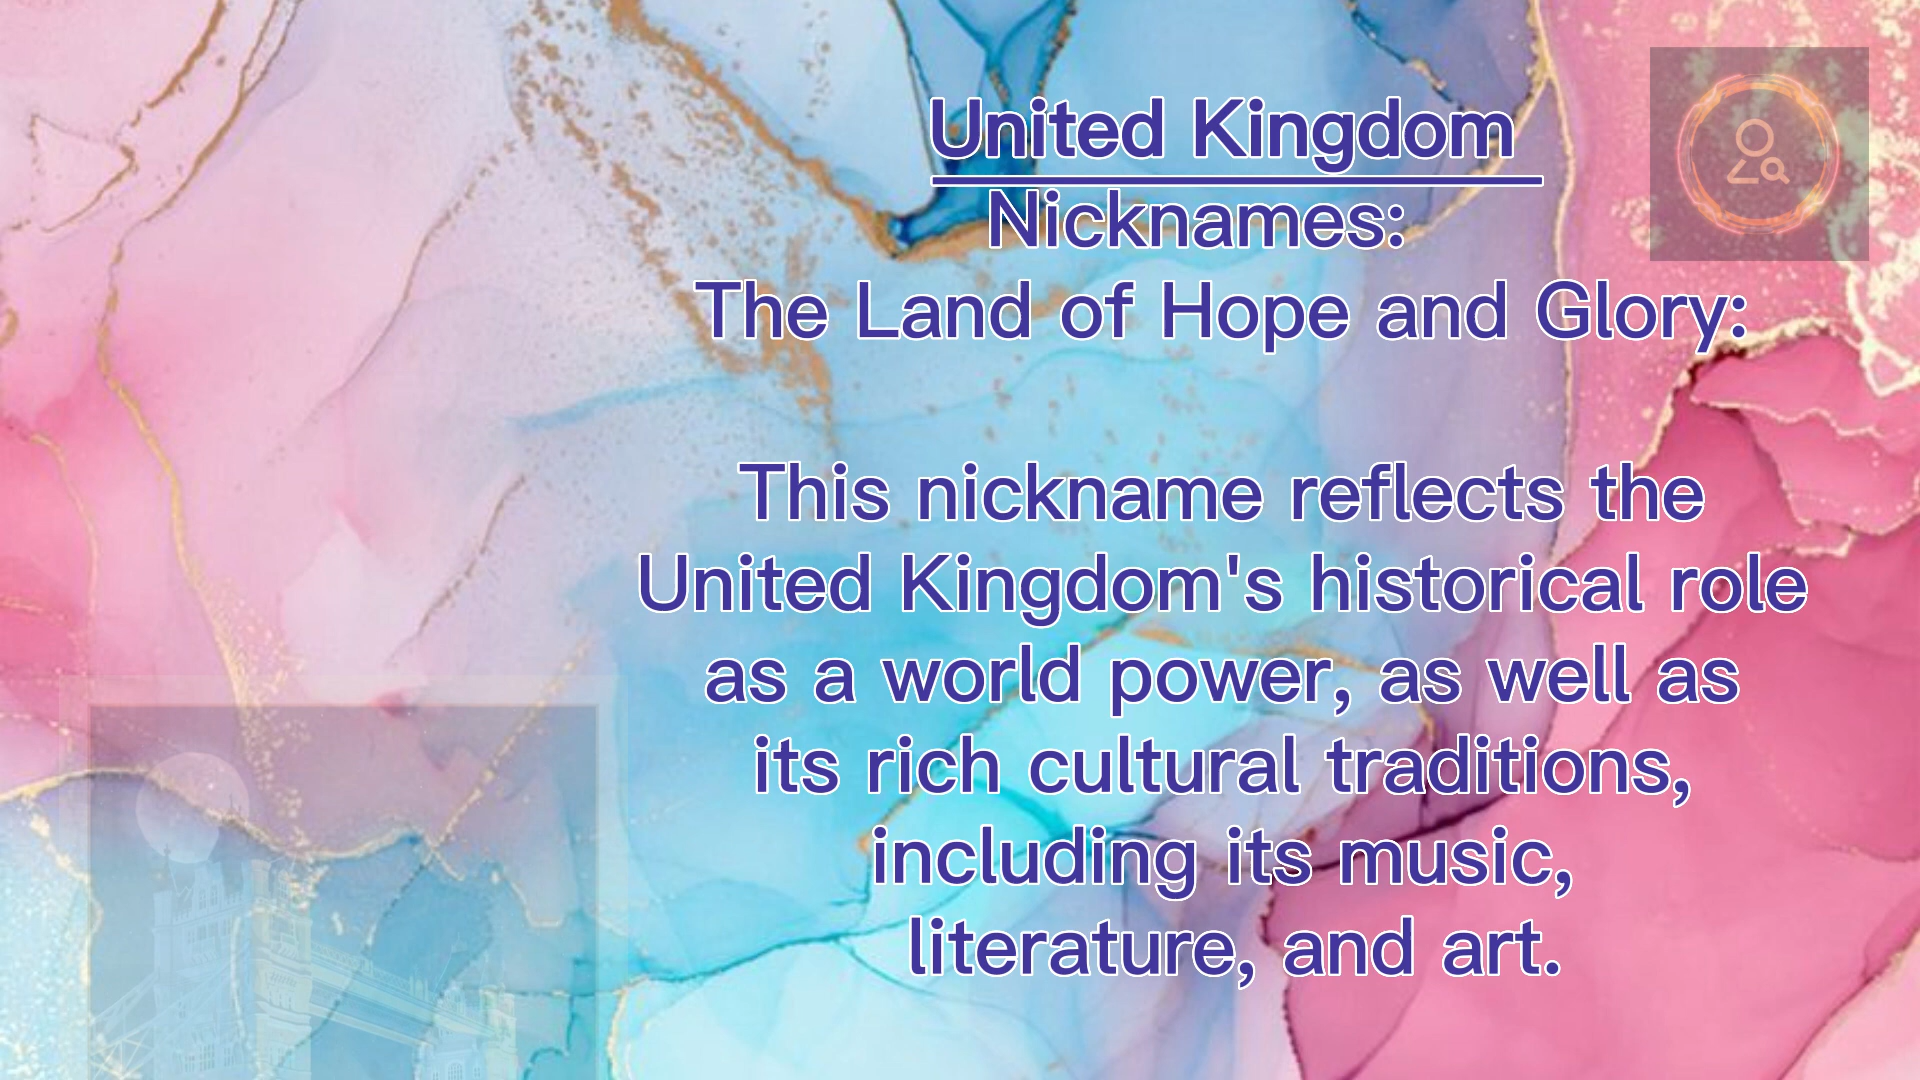 United Kingdom
Nicknames:
The Land of Hope and Glory:
This nickname reflects the
United Kingdom's historical role
as a world power, as well as
its rich cultural traditions,
including its music,
literature, and art.